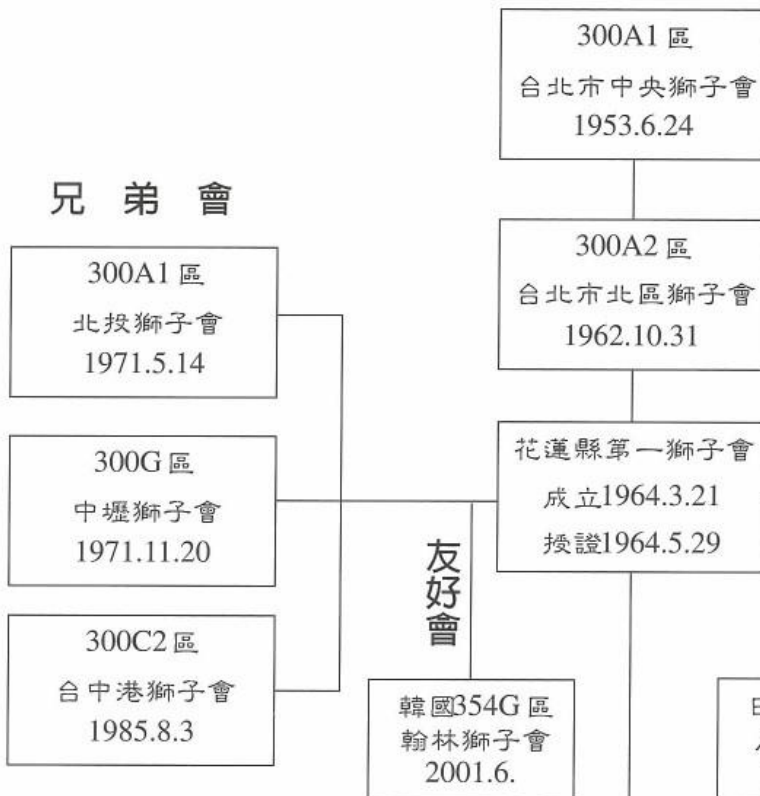 300A1 區
台北市中央獅子會
1953.6.24
兄弟會
300A1 區
北投獅子會
1971.5.14
300A2 區
台北市北區獅子會
1962.10.31
300G 區
中壢獅子會
1971.11.20
花蓮縣第一獅子會
成立1964.3.21
授證1964.5.29
友好會
300C2 區
台中港獅子會
1985.8.3
韓國354G 區
翰林獅子會
2001.6.